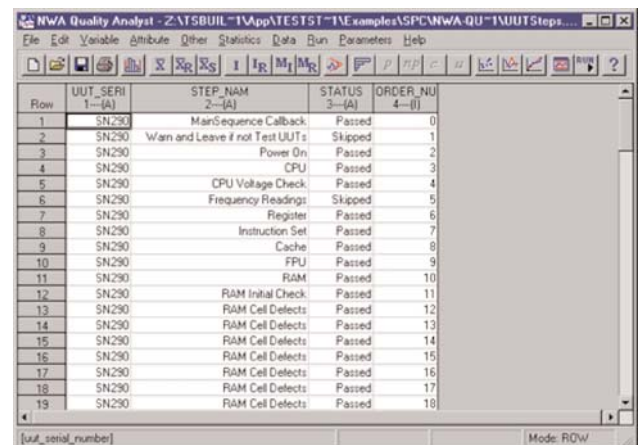 NWA Quality Analyst - Z:\TSBUIL~1\App\TESTST~1\Examples\SPC\NWA-QU~1\UUTSteps....
File Edit Variable Attribute Other Statistics Data Run Parameters Help
RUN ?
UUT_SERI STEP_NAM STATUS ORDER_NU
Row 1---(A) 2---(A) 3---(A) 4---(I)
1 SN290 MainSequence Callback Passed 0
2 SN290 Warn and Leave if not Test UUTs Skipped 1
3 SN290 Power On Passed 2
4 SN290 CPU Passed 3
5 SN290 CPU Voltage Check Passed 4
6 SN290 Frequency Readings Skipped 5
7 SN290 Register Passed 6
8 SN290 Instruction Set Passed 7
9 SN290 Cache Passed 8
10 SN290 FPU Passed 9
11 SN290 RAM Passed 10
12 SN290 RAM Initial Check Passed 11
13 SN290 RAM Cell Defects Passed 12
14 SN290 RAM Cell Defects Passed 13
15 SN290 RAM Cell Defects Passed 14
16 SN290 RAM Cell Defects Passed 15
17 SN290 RAM Cell Defects Passed 16
18 SN290 RAM Cell Defects Passed 17
19 SN290 RAM Cell Defects Passed 18
[uut_serial_number] Mode: ROW